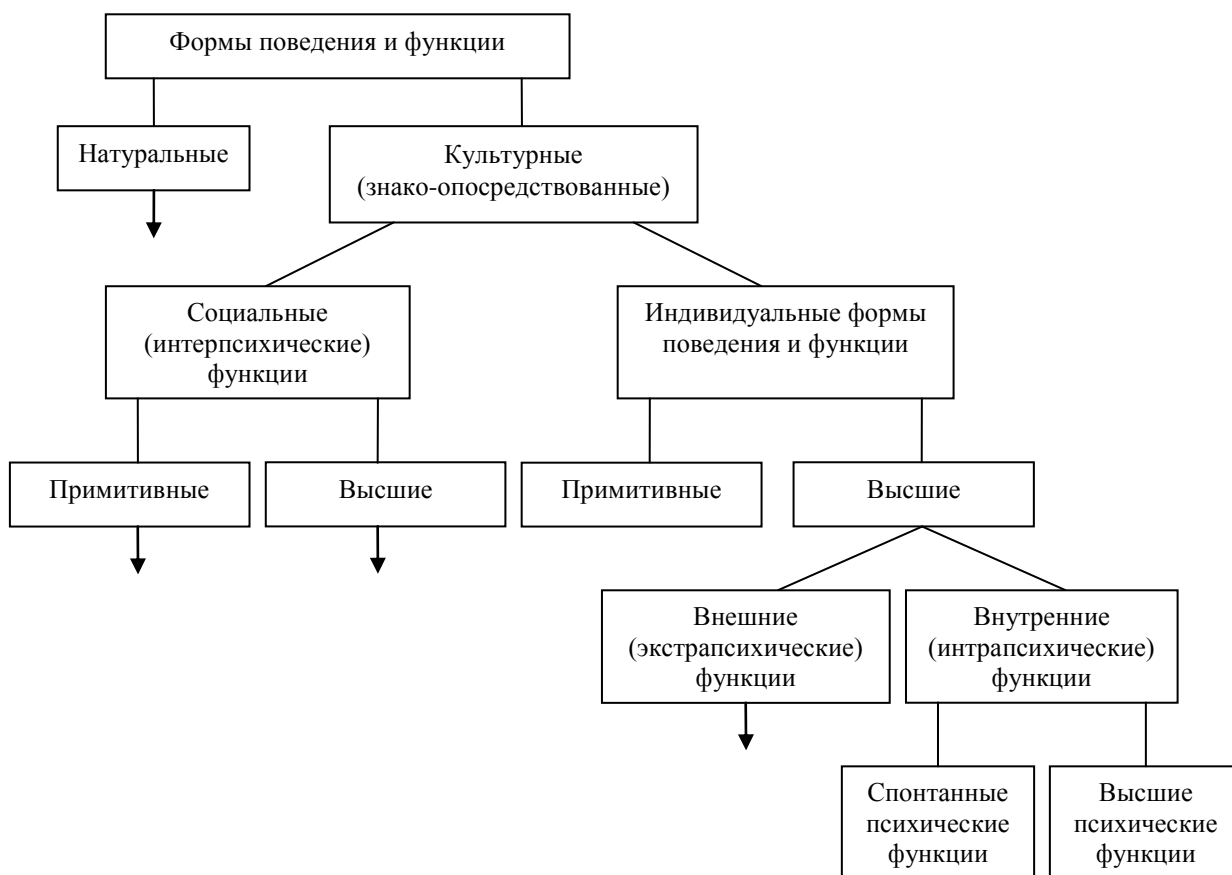 Формы поведения и функции
Натуральные
Культурные
(знако-опосредствованные)
Социальные
(интерпсихические)
функции
Индивидуальные формы
поведения и функции
Примитивные
Высшие
Примитивные
Высшие
Внешние
(экстрапсихические)
функции
Внутренние
(интрапсихические)
функции
Спонтанные
психические
функции
Высшие
психические
функции